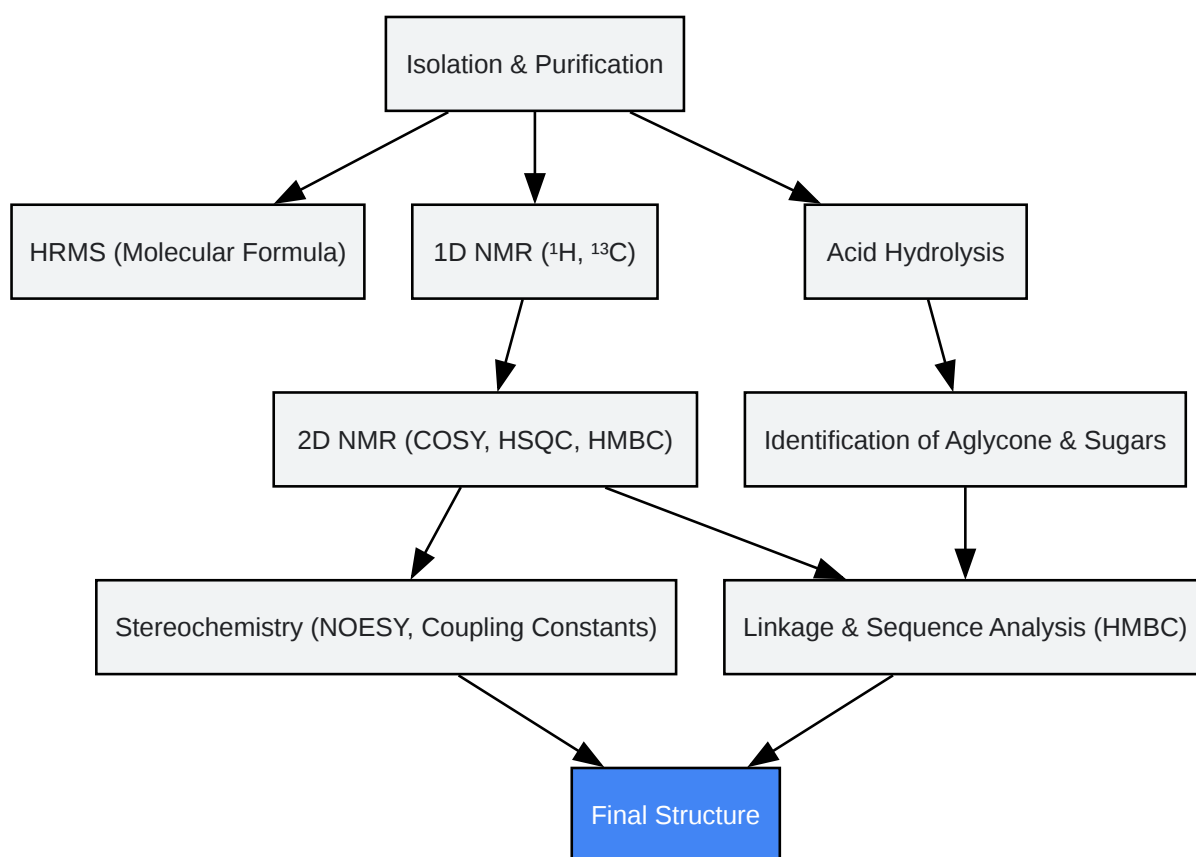 Isolation & Purification
HRMS (Molecular Formula)
1D NMR (¹H, ¹³C)
Acid Hydrolysis
2D NMR (COSY, HSQC, HMBC)
Identification of Aglycone & Sugars
Stereochemistry (NOESY, Coupling Constants)
Linkage & Sequence Analysis (HMBC)
Final Structure